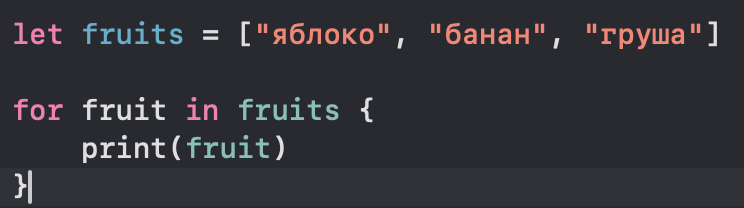 let fruits = ["яблоко", "банан", "груша"]
for fruit in fruits {
    print(fruit)
}